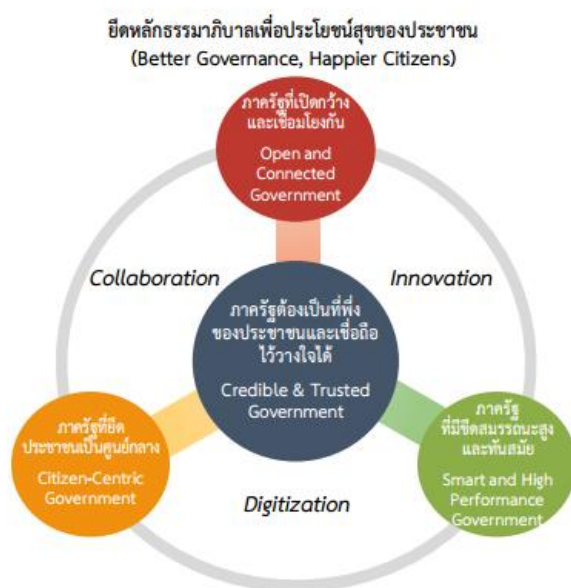 ยึดหลักธรรมาภิบาลเพื่อประโยชน์สุขของประชาชน
(Better Governance, Happier Citizens)
ภาครัฐที่เปิดกว้าง
และเชื่อมโยงกัน
Open and
Connected
Government
Collaboration
Innovation
ภาครัฐต้องเป็นที่พึ่ง
ของประชาชนและเชื่อถือ
ไว้วางใจได้
Credible & Trusted
Government
ภาครัฐที่ยึด
ประชาชนเป็นศูนย์กลาง
Citizen-Centric
Government
ภาครัฐ
ที่มีขีดสมรรถนะสูง
และทันสมัย
Smart and High
Performance
Government
Digitization